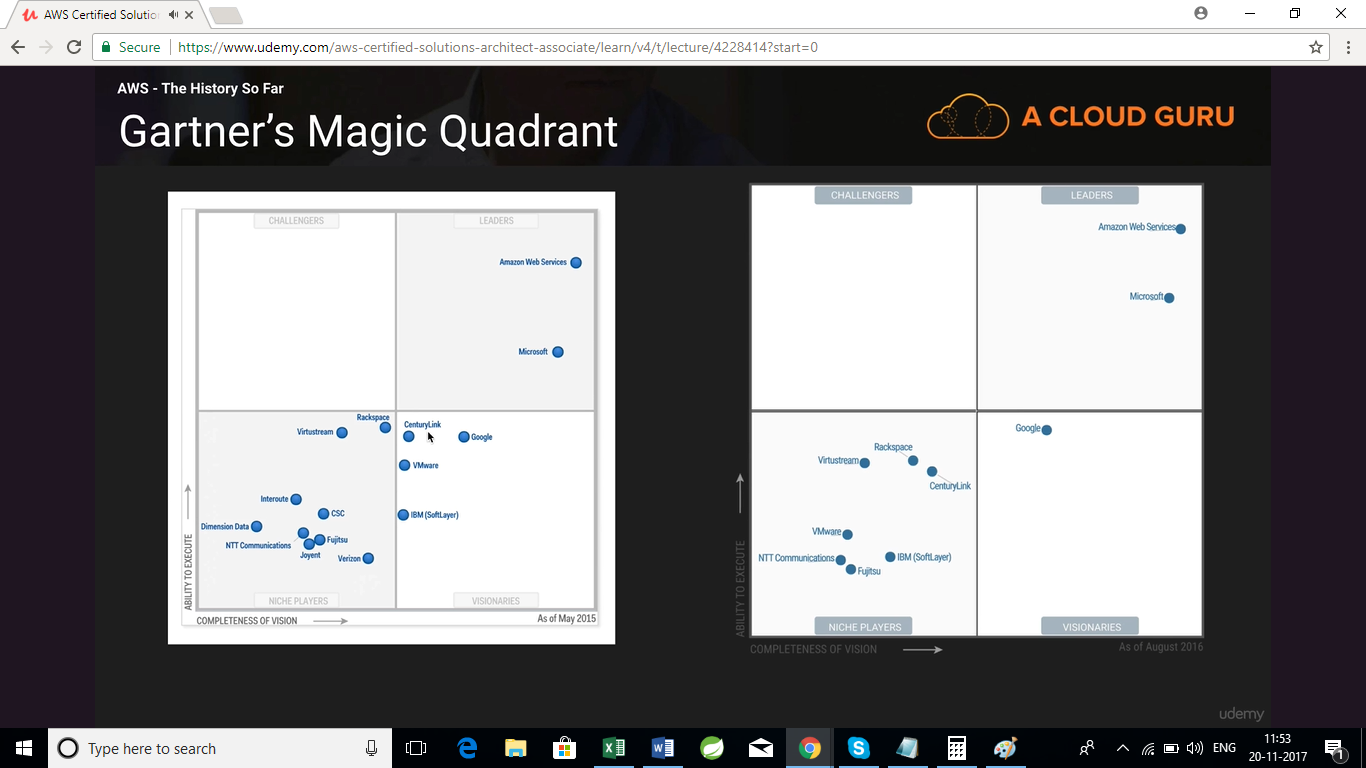 AWS Certified Solutio
Secure
https://www.udemy.com/aws-certified-solutions-architect-associate/learn/v4/t/lecture/4228414?start=0
AWS - The History So Far
Gartner's Magic Quadrant
A CLOUD GURU
CHALLENGERS
LEADERS
Amazon Web Services
Microsoft
Rackspace
Virtustream
CenturyLink
Google
VMware
Interoute
CSC
IBM (SoftLayer)
Dimension Data
NTT Communications
Fujitsu
Joyent
Verizon
NICHE PLAYERS
VISIONARIES
ABILITY TO EXECUTE
COMPLETENESS OF VISION
As of May 2015
CHALLENGERS
LEADERS
Amazon Web Services
Microsoft
Google
Rackspace
Virtustream
CenturyLink
VMware
NTT Communications
IBM (SoftLayer)
Fujitsu
NICHE PLAYERS
VISIONARIES
ABILITY TO EXECUTE
COMPLETENESS OF VISION
As of August 2016
udemy
Type here to search
ENG
11:53
20-11-2017
1